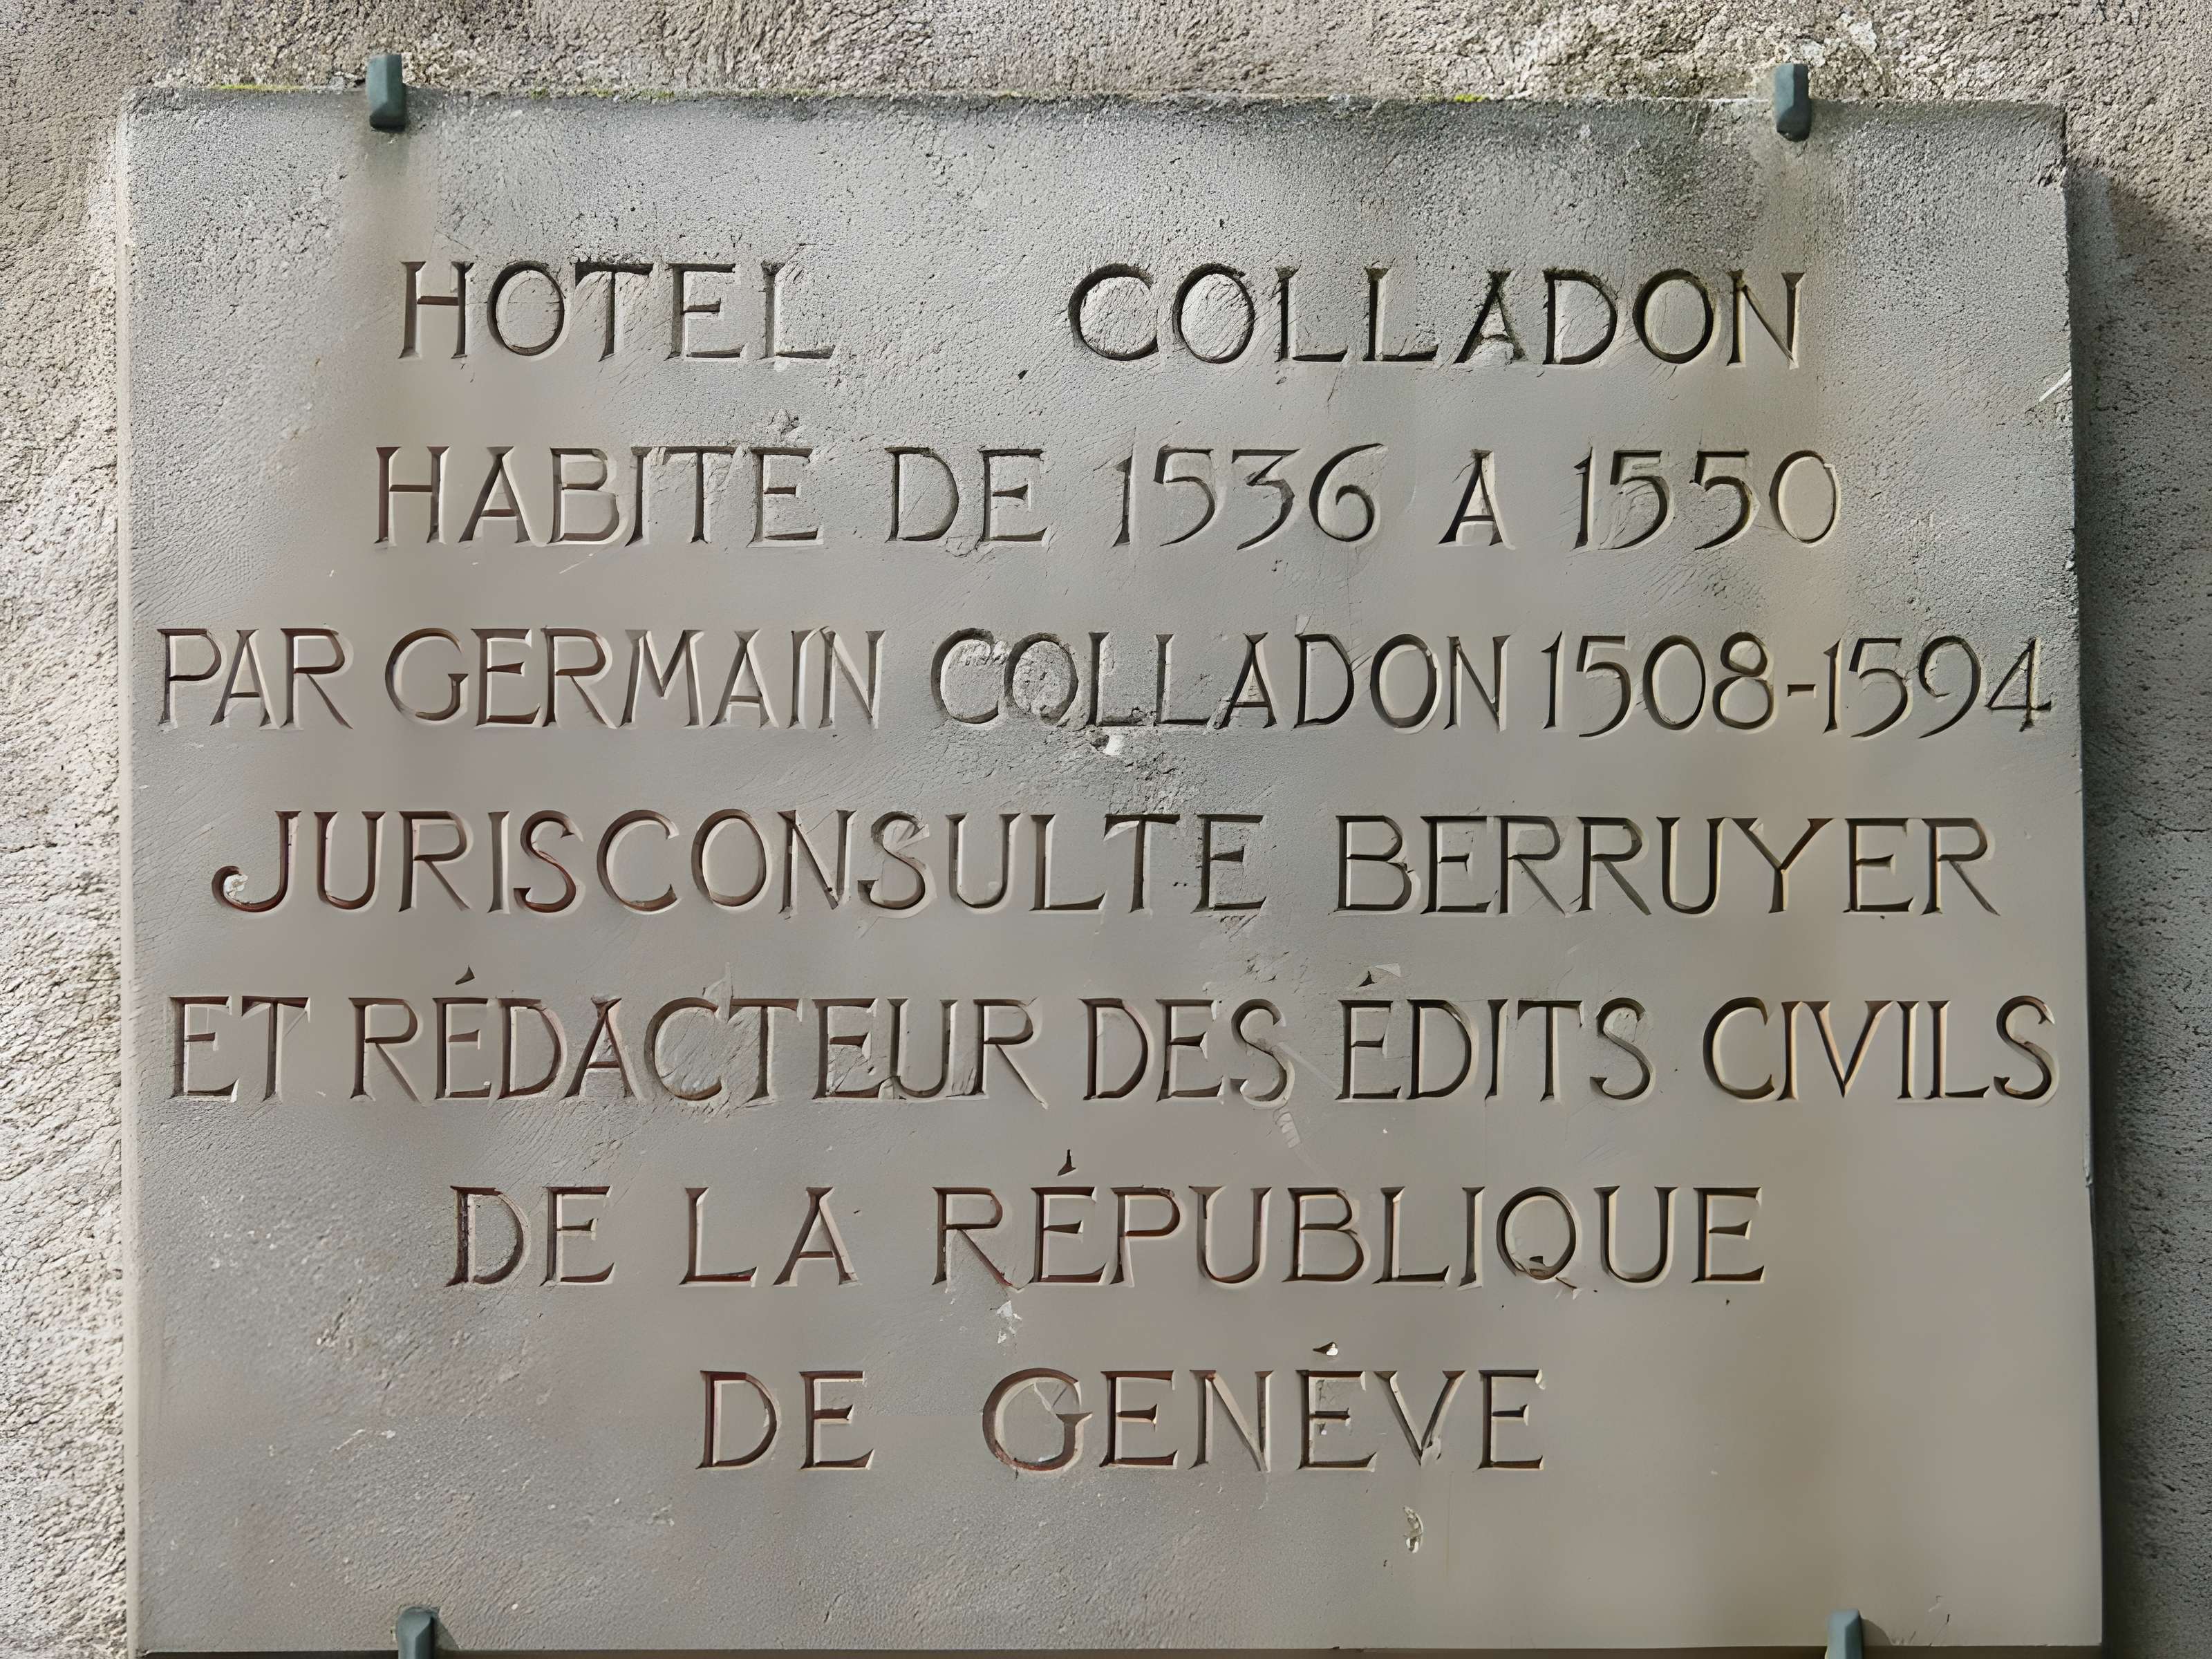 HOTEL COLLADON
HABITÉ DE 1536 A 1550
PAR GERMAIN COLLADON 1508-1594
JURISCONSULTE BERRUYER
ET RÉDACTEUR DES ÉDITS CIVILS
DE LA RÉPUBLIQUE
DE GENÈVE